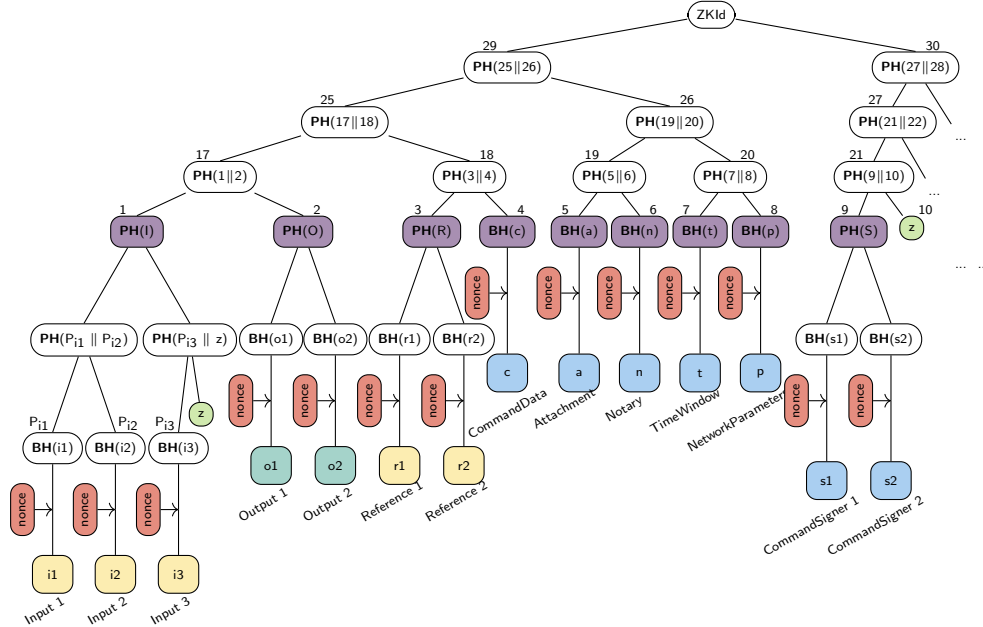 ZKId
29
30
PH(25||26)
PH(27||28)
25
26
27
PH(17||18)
PH(19||20)
PH(21||22)
...
17
18
19
20
21
PH(1||2)
PH(3||4)
PH(5||6)
PH(7||8)
PH(9||10)
...
1
2
3
4
5
6
7
8
9
10
PH(I)
PH(O)
PH(R)
BH(c)
BH(a)
BH(n)
BH(t)
BH(p)
PH(S)
z
... ..
nonce
nonce
nonce
nonce
nonce
PH(Pi1 || Pi2)
PH(Pi3 || z)
BH(o1)
BH(o2)
BH(r1)
BH(r2)
BH(s1)
BH(s2)
c
a
n
t
p
CommandData
Attachment
Notary
TimeWindow
NetworkParameter
nonce
nonce
nonce
nonce
nonce
nonce
z
Pi1
Pi2
Pi3
BH(i1)
BH(i2)
BH(i3)
o1
o2
r1
r2
s1
s2
Output 1
Output 2
Reference 1
Reference 2
CommandSigner 1
CommandSigner 2
nonce
nonce
nonce
i1
i2
i3
Input 1
Input 2
Input 3